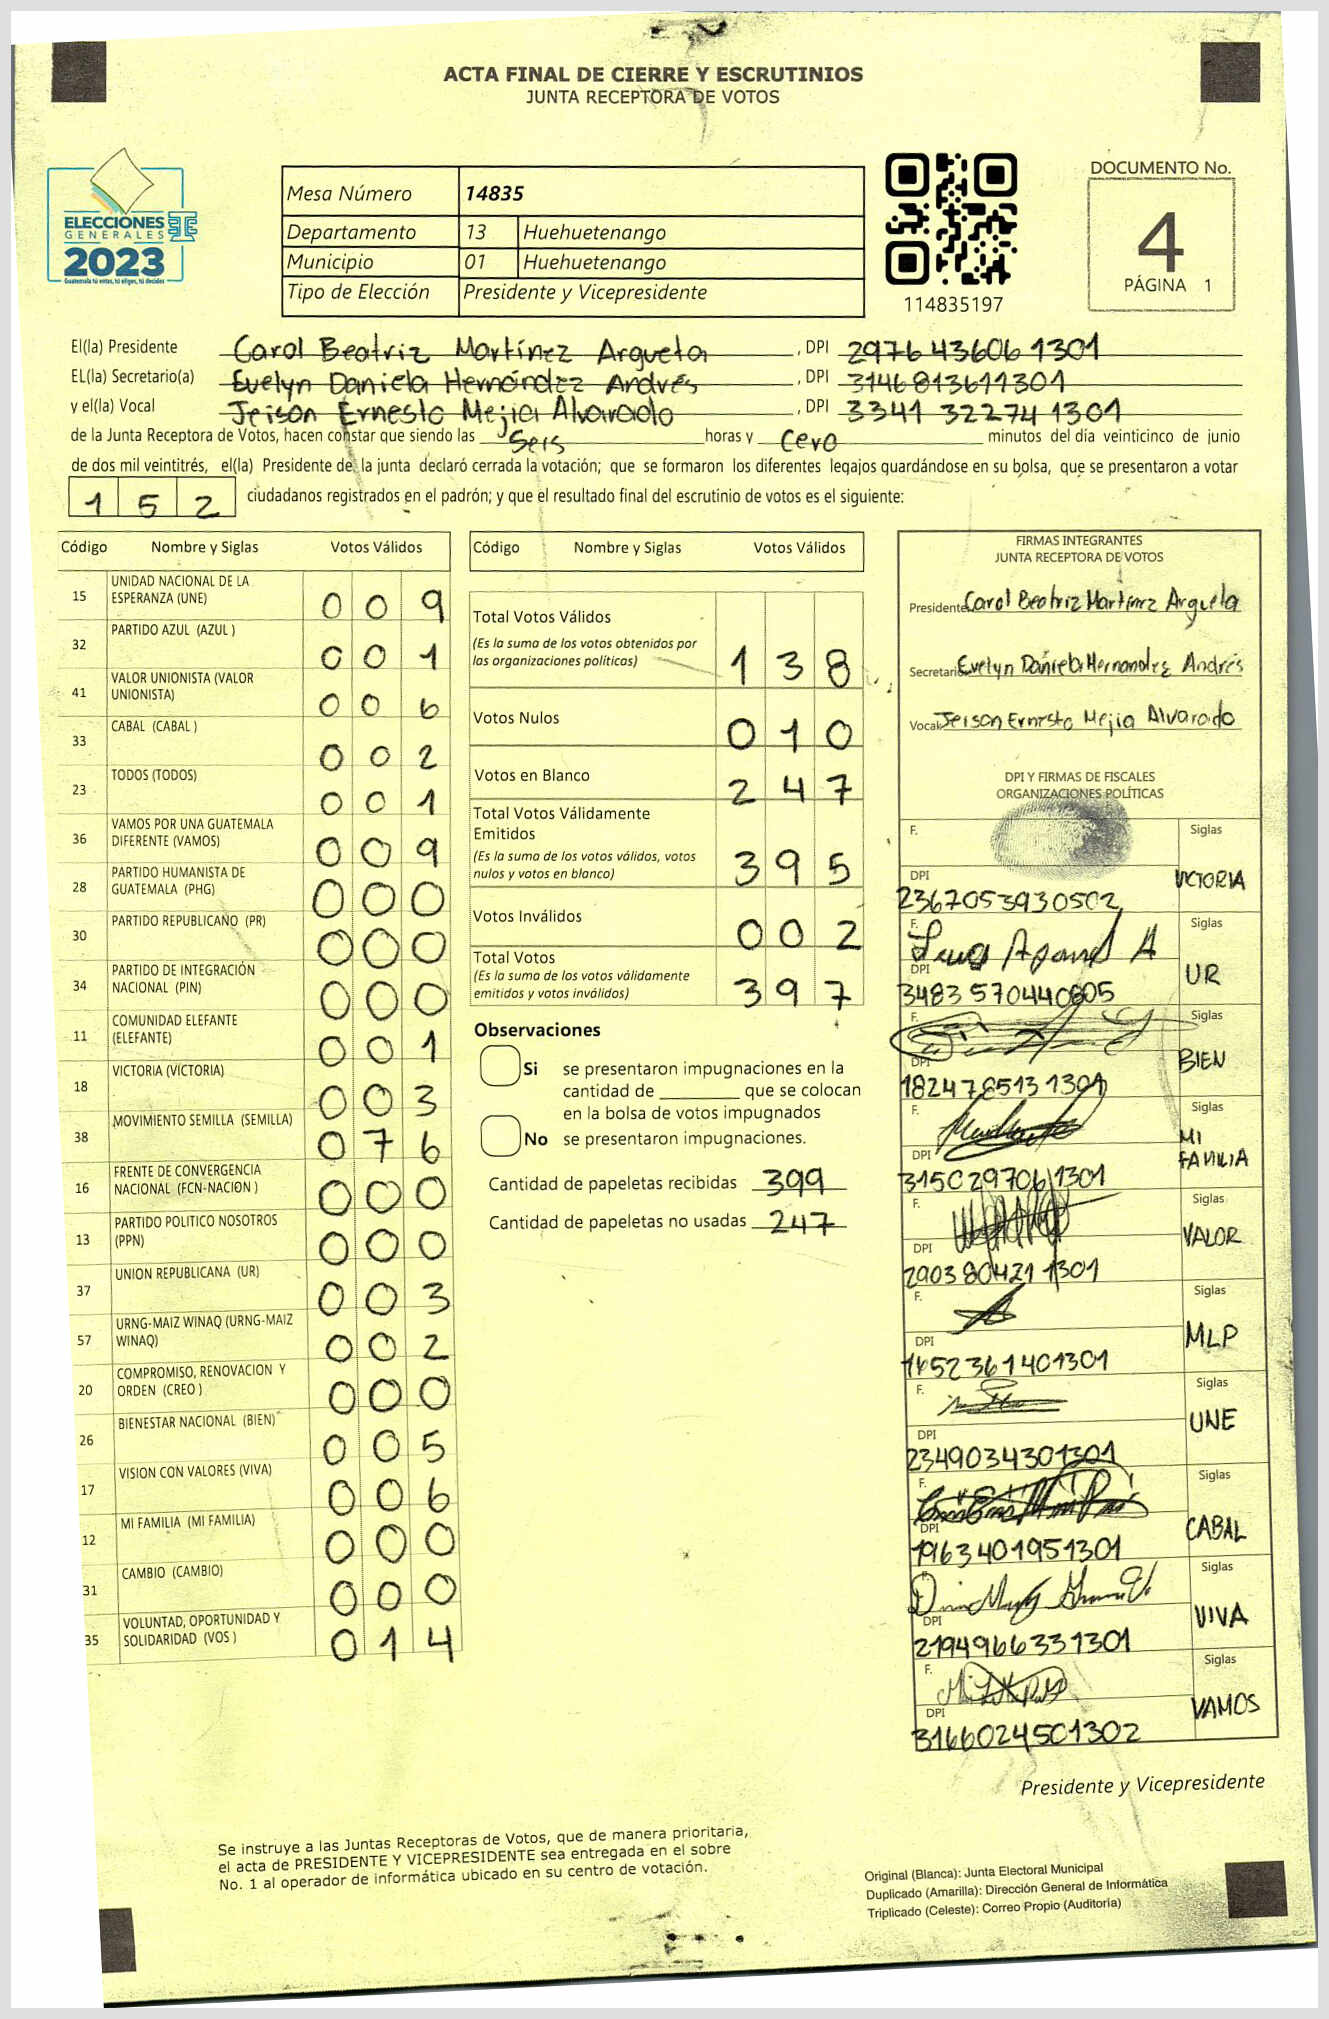 ACTA FINAL DE CIERRE Y ESCRUTINIOS
JUNTA RECEPTORA DE VOTOS
ELECCIONES
GENERALES
2023
Guatemala tú votas, tú eliges, tú decides
Mesa Número 14835
Departamento 13 Huehuetenango
Municipio 01 Huehuetenango
Tipo de Elección Presidente y Vicepresidente
114835197
DOCUMENTO No.
4
PÁGINA 1
El(la) Presidente Carol Beatriz Martínez Argueta , DPI 2976 43606 1301
EL(la) Secretario(a) Evelyn Daniela Hernández Andrés , DPI 3146813611301
y el(la) Vocal Jeison Ernesto Mejia Alvarado , DPI 3341 32274 1301
de la Junta Receptora de Votos, hacen constar que siendo las Seis horas y Cero minutos del día veinticinco de junio
de dos mil veintitrés, el(la) Presidente de la junta declaró cerrada la votación; que se formaron los diferentes legajos guardándose en su bolsa, que se presentaron a votar
1 5 2 ciudadanos registrados en el padrón; y que el resultado final del escrutinio de votos es el siguiente:
Código Nombre y Siglas Votos Válidos
15 UNIDAD NACIONAL DE LA ESPERANZA (UNE) 0 0 9
32 PARTIDO AZUL (AZUL ) 0 0 1
41 VALOR UNIONISTA (VALOR UNIONISTA) 0 0 6
33 CABAL (CABAL ) 0 0 2
23 TODOS (TODOS) 0 0 1
36 VAMOS POR UNA GUATEMALA DIFERENTE (VAMOS) 0 0 9
28 PARTIDO HUMANISTA DE GUATEMALA (PHG) 0 0 0
30 PARTIDO REPUBLICANO (PR) 0 0 0
34 PARTIDO DE INTEGRACIÓN NACIONAL (PIN) 0 0 0
11 COMUNIDAD ELEFANTE (ELEFANTE) 0 0 1
18 VICTORIA (VICTORIA) 0 0 3
38 MOVIMIENTO SEMILLA (SEMILLA) 0 7 6
16 FRENTE DE CONVERGENCIA NACIONAL (FCN-NACION ) 0 0 0
13 PARTIDO POLITICO NOSOTROS (PPN) 0 0 0
37 UNION REPUBLICANA (UR) 0 0 3
57 URNG-MAIZ WINAQ (URNG-MAIZ WINAQ) 0 0 2
20 COMPROMISO, RENOVACION Y ORDEN (CREO ) 0 0 0
26 BIENESTAR NACIONAL (BIEN) 0 0 5
17 VISION CON VALORES (VIVA) 0 0 6
12 MI FAMILIA (MI FAMILIA) 0 0 0
31 CAMBIO (CAMBIO) 0 0 0
35 VOLUNTAD, OPORTUNIDAD Y SOLIDARIDAD (VOS ) 0 1 4
Código Nombre y Siglas Votos Válidos
Total Votos Válidos
(Es la suma de los votos obtenidos por
las organizaciones políticas) 1 3 8
Votos Nulos 0 1 0
Votos en Blanco 2 4 7
Total Votos Válidamente
Emitidos
(Es la suma de los votos válidos, votos
nulos y votos en blanco) 3 9 5
Votos Inválidos 0 0 2
Total Votos
(Es la suma de los votos válidamente
emitidos y votos inválidos) 3 9 7
Observaciones
Si se presentaron impugnaciones en la
cantidad de ________ que se colocan
en la bolsa de votos impugnados
No se presentaron impugnaciones.
Cantidad de papeletas recibidas 399
Cantidad de papeletas no usadas 247
FIRMAS INTEGRANTES
JUNTA RECEPTORA DE VOTOS
Presidente Carol Beatriz Martínez Argueta
Secretari Evelyn Daniela Hernandez Andrés
Vocal Jeison Ernesto Mejia Alvarado
DPI Y FIRMAS DE FISCALES
ORGANIZACIONES POLÍTICAS
F. Siglas
DPI VICTORIA
2367053930502
F. Siglas
DPI UR
3483 570440605
F. Siglas
DPI BIEN
1824785131301
F. Siglas
DPI MI FAMILIA
3150297061301
F. Siglas
DPI VALOR
2903804211301
F. Siglas
DPI MLP
F. Siglas
DPI UNE
2349034301301
F. Siglas
DPI CABAL
1963401951301
F. Siglas
DPI VIVA
2194966331301
F. Siglas
DPI VAMOS
3166024501302
Presidente y Vicepresidente
Se instruye a las Juntas Receptoras de Votos, que de manera prioritaria,
el acta de PRESIDENTE Y VICEPRESIDENTE sea entregada en el sobre
No. 1 al operador de informática ubicado en su centro de votación.
Original (Blanca): Junta Electoral Municipal
Duplicado (Amarilla): Dirección General de Informática
Triplicado (Celeste): Correo Propio (Auditoria)